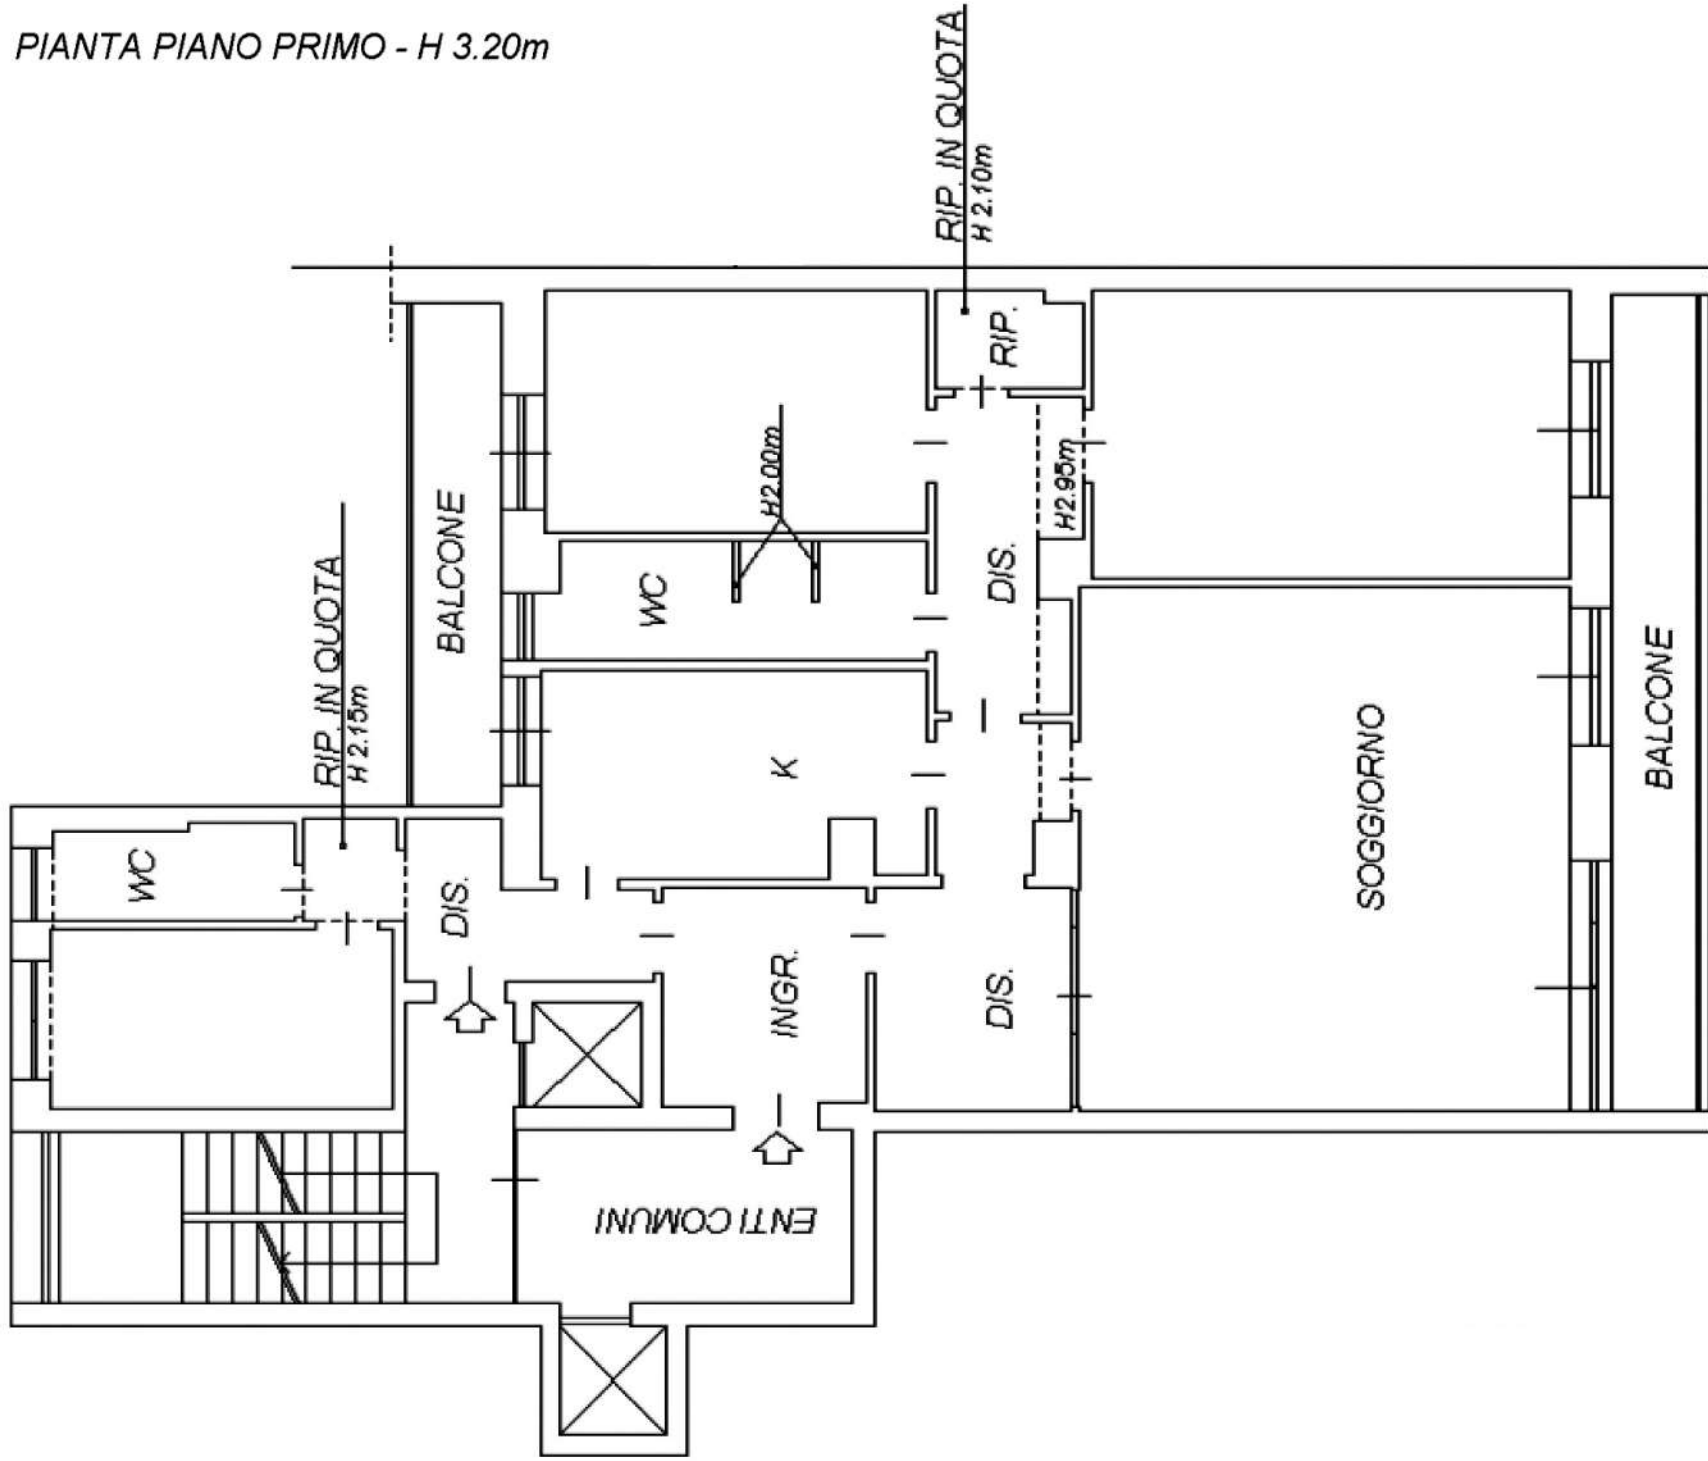 PIANTA PIANO PRIMO - H 3.20m
RIP. IN QUOTA
H 2.10m
RIP.
H2.00m
H2.95m
BALCONE
WC
DIS.
RIP. IN QUOTA
H 2.15m
BALCONE
SOGGIORNO
K
WC
DIS.
INGR.
DIS.
ENTI COMUNI